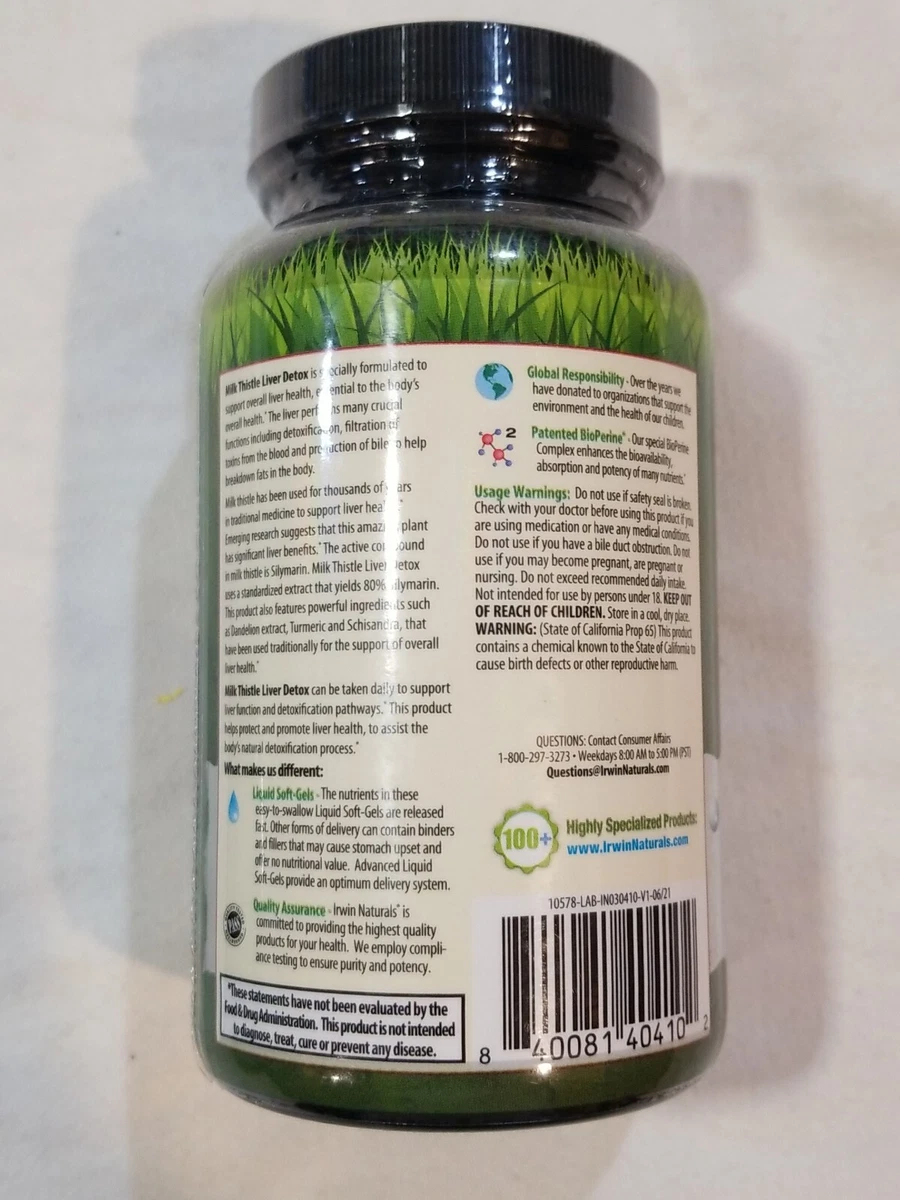 Milk Thistle Liver Detox is specially formulated to
support overall liver health, essential to the body's
overall health.* The liver performs many crucial
functions including detoxification, filtration of
toxins from the blood and production of bile to help
breakdown fats in the body.
Milk thistle has been used for thousands of years
in traditional medicine to support liver health.*
Emerging research suggests that this amazing plant
has significant liver benefits.* The active compound
in milk thistle is Silymarin. Milk Thistle Liver Detox
uses a standardized extract that yields 80% Silymarin.
This product also features powerful ingredients such
as Dandelion extract, Turmeric and Schisandra, that
have been used traditionally for the support of overall
liver health.*
Milk Thistle Liver Detox can be taken daily to support
liver function and detoxification pathways.* This product
helps protect and promote liver health, to assist the
body's natural detoxification process.*
What makes us different:
Liquid Soft-Gels - The nutrients in these
easy-to-swallow Liquid Soft-Gels are released
fast. Other forms of delivery can contain binders
and fillers that may cause stomach upset and
offer no nutritional value. Advanced Liquid
Soft-Gels provide an optimum delivery system.
Quality Assurance - Irwin Naturals® is
committed to providing the highest quality
products for your health. We employ compli-
ance testing to ensure purity and potency.
*These statements have not been evaluated by the
Food & Drug Administration. This product is not intended
to diagnose, treat, cure or prevent any disease.
Global Responsibility - Over the years we
have donated to organizations that support the
environment and the health of our children.
2
Patented BioPerine® - Our special BioPerine
Complex enhances the bioavailability,
absorption and potency of many nutrients.*
Usage Warnings: Do not use if safety seal is broken.
Check with your doctor before using this product if you
are using medication or have any medical conditions.
Do not use if you have a bile duct obstruction. Do not
use if you may become pregnant, are pregnant or
nursing. Do not exceed recommended daily intake.
Not intended for use by persons under 18. KEEP OUT
OF REACH OF CHILDREN. Store in a cool, dry place.
WARNING: (State of California Prop 65) This product
contains a chemical known to the State of California to
cause birth defects or other reproductive harm.
QUESTIONS: Contact Consumer Affairs
1-800-297-3273 • Weekdays 8:00 AM to 5:00 PM (PST)
Questions@IrwinNaturals.com
100+
Highly Specialized Products:
www.IrwinNaturals.com
10578-LAB-IN030410-V1-06/21
8 40081 40410 2